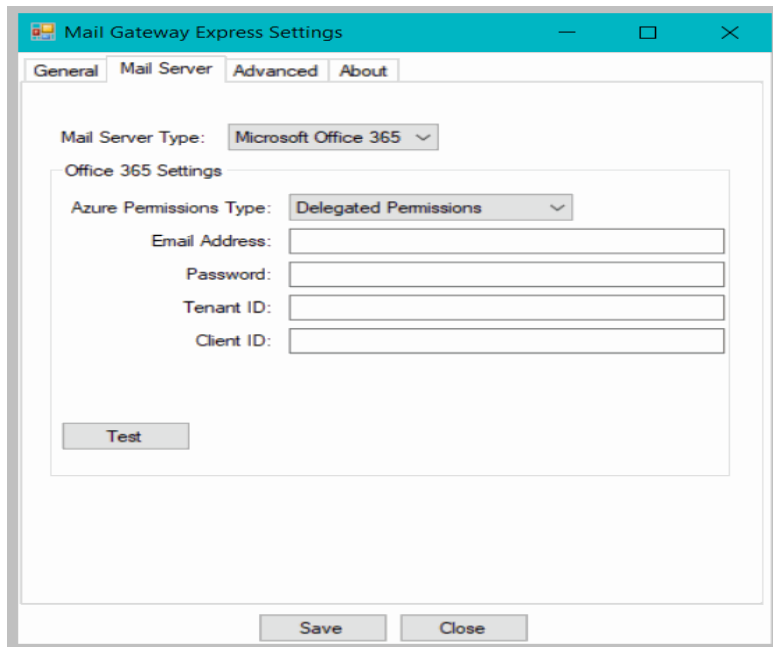 Mail Gateway Express Settings
General Mail Server Advanced About
Mail Server Type: Microsoft Office 365
Office 365 Settings
Azure Permissions Type: Delegated Permissions
Email Address:
Password:
Tenant ID:
Client ID:
Test
Save Close